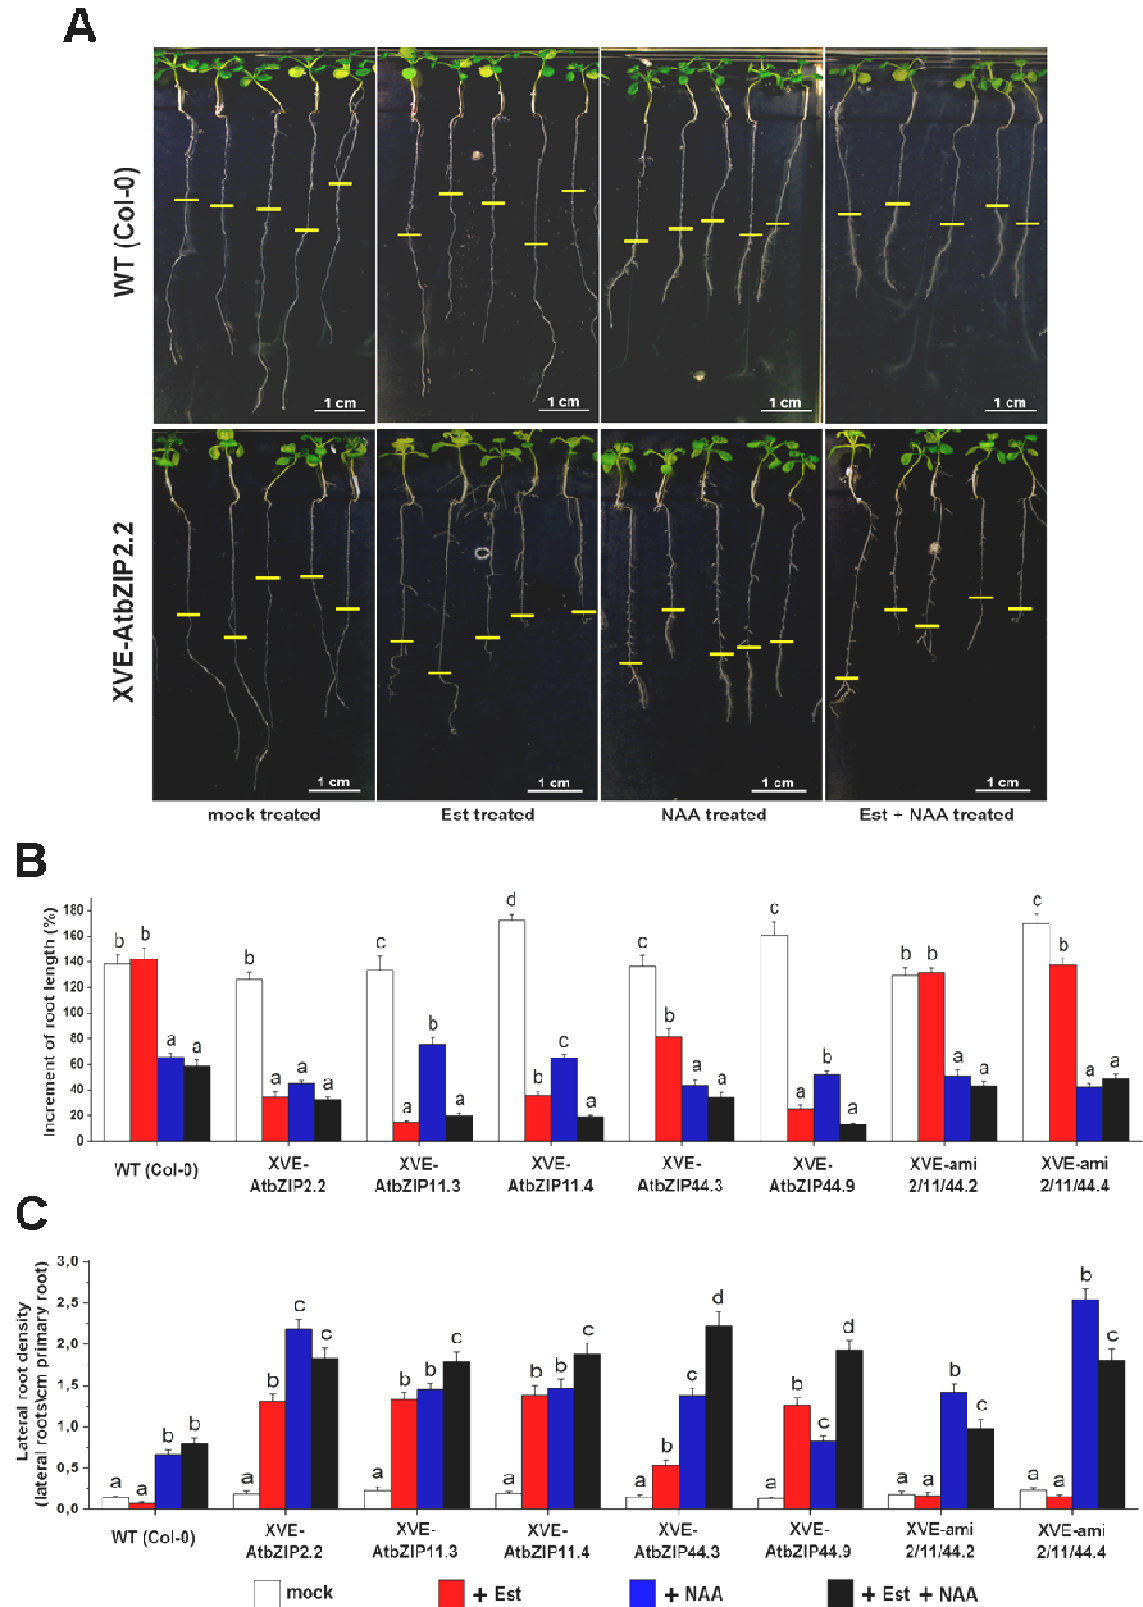 A
WT (Col-0)
1 cm
1 cm
1 cm
1 cm
XVE-AtbZIP2.2
1 cm
1 cm
1 cm
1 cm
mock treated
Est treated
NAA treated
Est + NAA treated
B
Increment of root length (%)
180
160
140
120
100
80
60
40
20
0
b b a a
b a a a
c a b a
d b c a
c b a a
c a b a
b b a a
c b a a
WT (Col-0)
XVE-
AtbZIP2.2
XVE-
AtbZIP11.3
XVE-
AtbZIP11.4
XVE-
AtbZIP44.3
XVE-
AtbZIP44.9
XVE-ami
2/11/44.2
XVE-ami
2/11/44.4
C
Lateral root density
(lateral roots\cm primary root)
3,0
2,5
2,0
1,5
1,0
0,5
0,0
a a b b
a b c c
a b b c
a b b c
a b c d
a b c d
a a b c
a a b c
WT (Col-0)
XVE-
AtbZIP2.2
XVE-
AtbZIP11.3
XVE-
AtbZIP11.4
XVE-
AtbZIP44.3
XVE-
AtbZIP44.9
XVE-ami
2/11/44.2
XVE-ami
2/11/44.4
mock
+ Est
+ NAA
+ Est + NAA